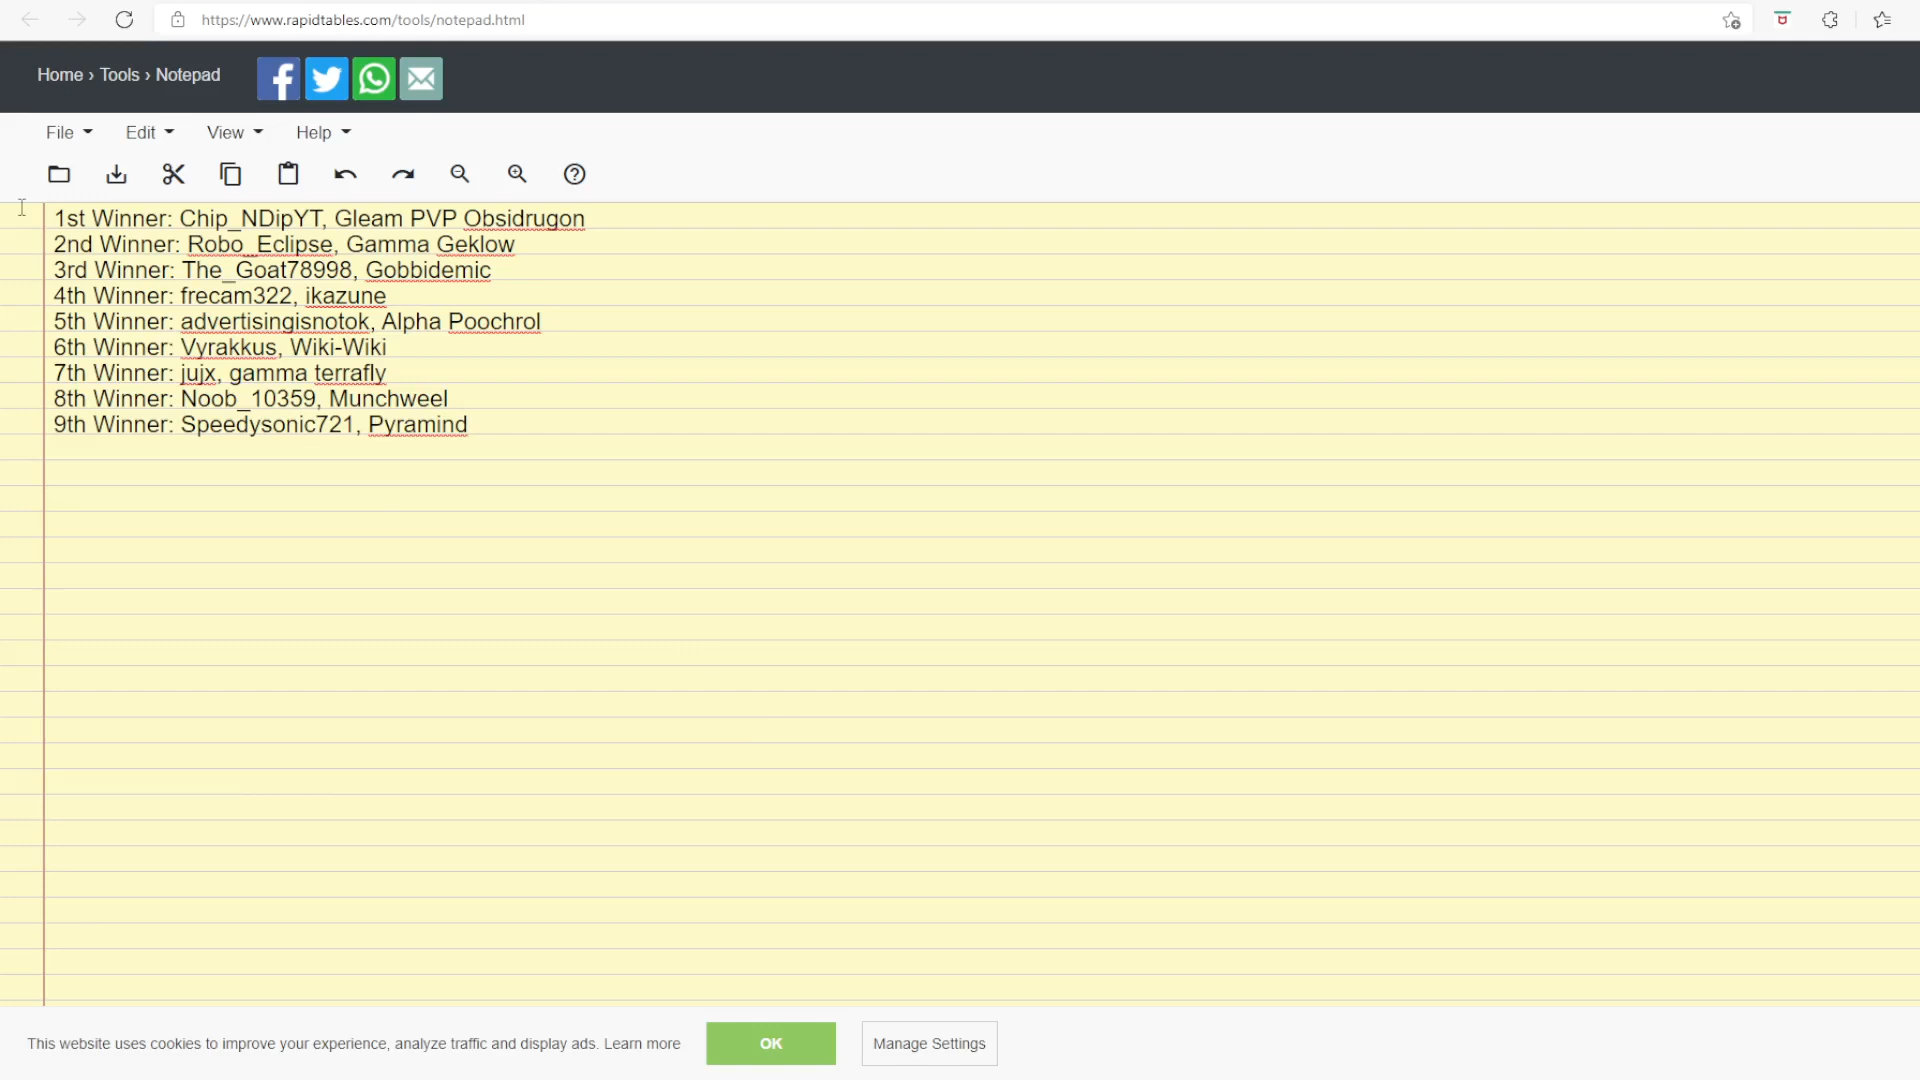 https://www.rapidtables.com/tools/notepad.html
Home › Tools › Notepad
File Edit View Help
1st Winner: Chip_NDipYT, Gleam PVP Obsidrugon
2nd Winner: Robo_Eclipse, Gamma Geklow
3rd Winner: The_Goat78998, Gobbidemic
4th Winner: frecam322, ikazune
5th Winner: advertisingisnotok, Alpha Poochrol
6th Winner: Vyrakkus, Wiki-Wiki
7th Winner: jujx, gamma terrafly
8th Winner: Noob_10359, Munchweel
9th Winner: Speedysonic721, Pyramind
This website uses cookies to improve your experience, analyze traffic and display ads. Learn more OK Manage Settings